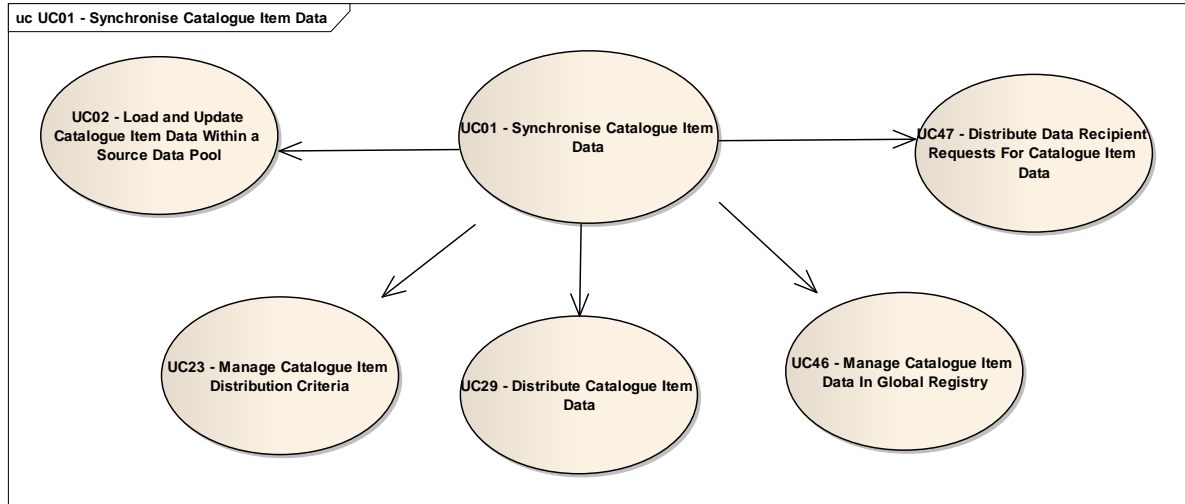 uc UC01 - Synchronise Catalogue Item Data
UC02 - Load and Update
Catalogue Item Data Within a
Source Data Pool
UC01 - Synchronise Catalogue Item
Data
UC47 - Distribute Data Recipient
Requests For Catalogue Item
Data
UC23 - Manage Catalogue Item
Distribution Criteria
UC29 - Distribute Catalogue Item
Data
UC46 - Manage Catalogue Item
Data In Global Registry